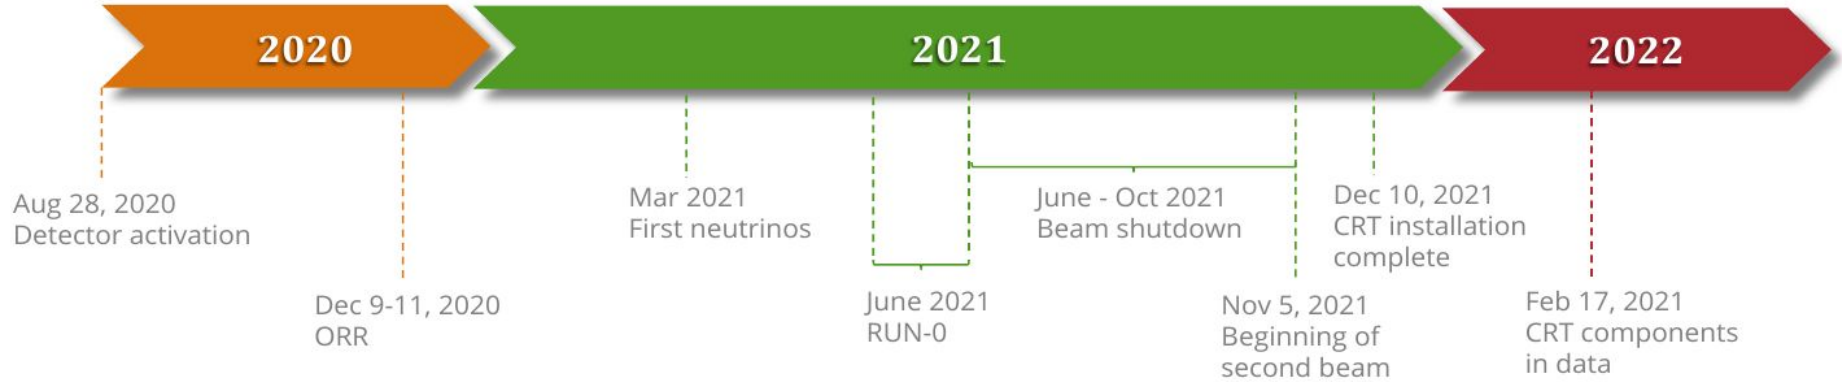 2020
2021
2022
Aug 28, 2020
Detector activation
Dec 9-11, 2020
ORR
Mar 2021
First neutrinos
June 2021
RUN-0
June - Oct 2021
Beam shutdown
Nov 5, 2021
Beginning of
second beam
Dec 10, 2021
CRT installation
complete
Feb 17, 2021
CRT components
in data